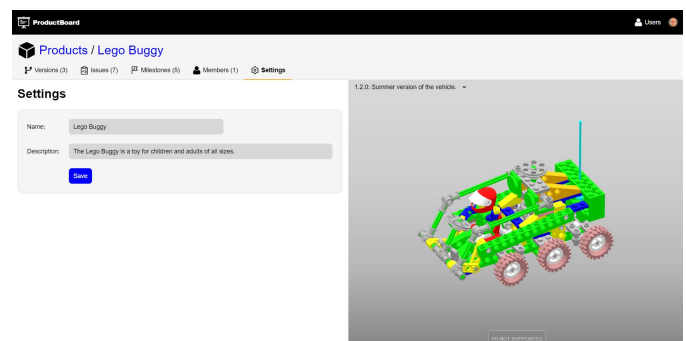 ProductBoard
Users
Products / Lego Buggy
Versions (3)
Issues (7)
Milestones (5)
Members (1)
Settings
Settings
Name:
Lego Buggy
Description:
The Lego Buggy is a toy for children and adults of all sizes.
Save
1.2.0: Summer version of the vehicle.
VR NOT SUPPORTED